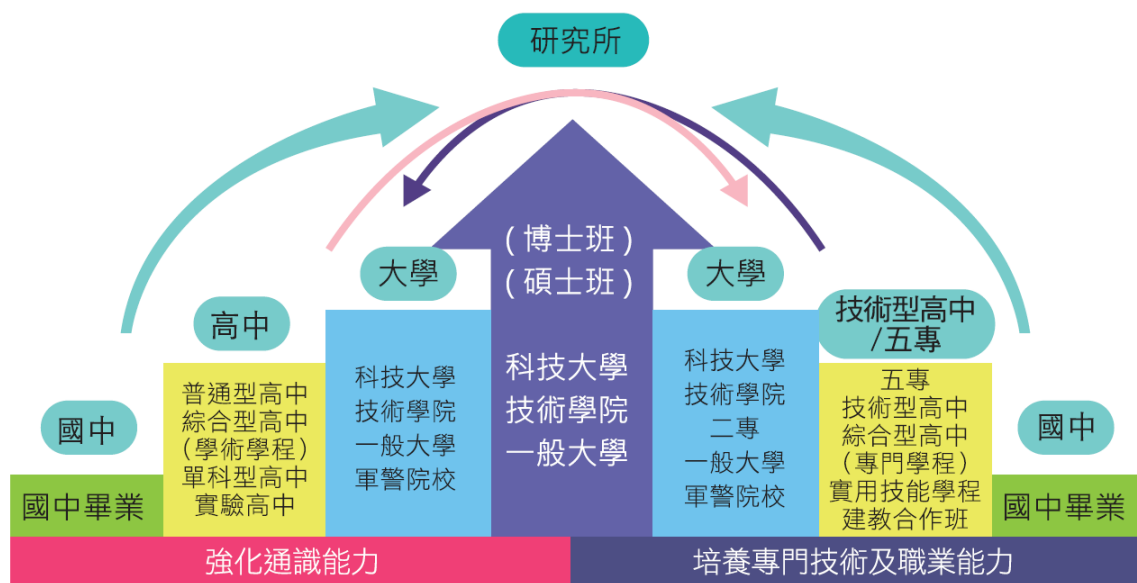 研究所
(博士班)
(碩士班)
科技大學
技術學院
一般大學
大學
科技大學
技術學院
一般大學
軍警院校
高中
普通型高中
綜合型高中
(學術學程)
單科型高中
實驗高中
國中
國中畢業
強化通識能力
大學
科技大學
技術學院
二專
一般大學
軍警院校
技術型高中
/五專
五專
技術型高中
綜合型高中
(專門學程)
實用技能學程
建教合作班
國中
國中畢業
培養專門技術及職業能力